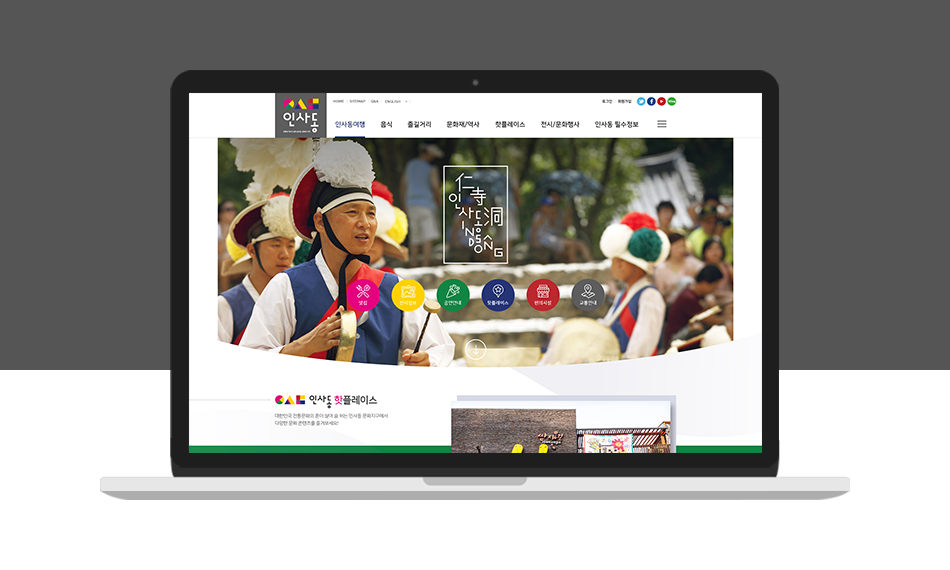 인사동
HOME SITEMAP Q&A ENGLISH
로그인 회원가입
인사동여행 음식 즐길거리 문화재/역사 핫플레이스 전시/문화행사 인사동 필수정보
仁寺洞
인사동
INSADONG
맛집
공연안내
핫플레이스
편의시설
교통안내
인사동 핫플레이스
대한민국 전통문화의 혼이 살아 숨 쉬는 인사동 문화지구에서
다양한 문화 콘텐츠를 즐겨보세요!